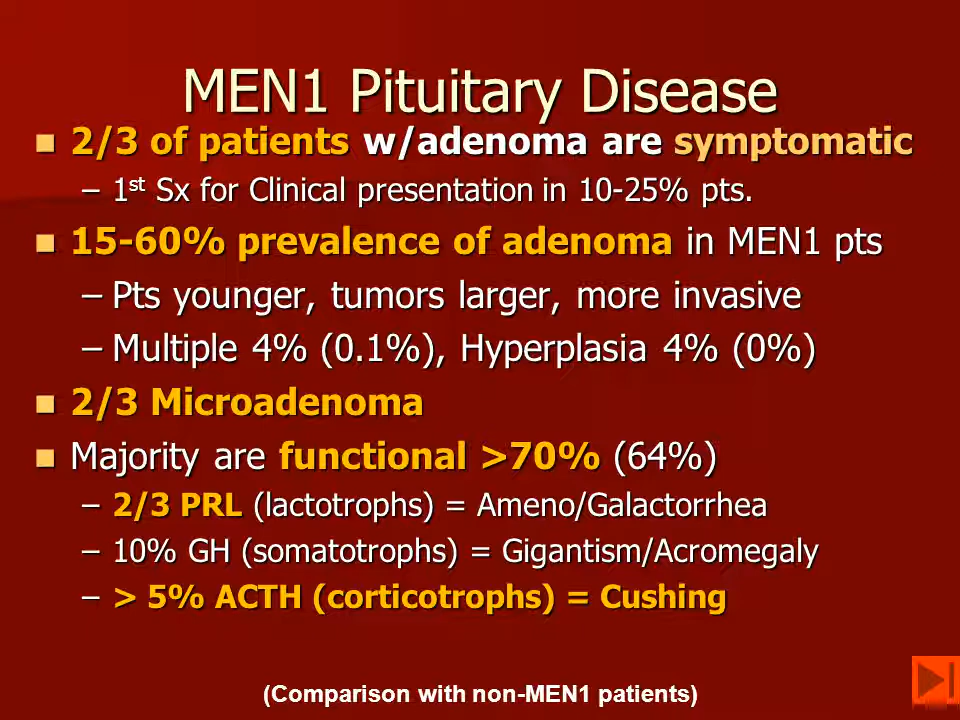 MEN1 Pituitary Disease
2/3 of patients w/adenoma are symptomatic
– 1st Sx for Clinical presentation in 10-25% pts.
15-60% prevalence of adenoma in MEN1 pts
– Pts younger, tumors larger, more invasive
– Multiple 4% (0.1%), Hyperplasia 4% (0%)
2/3 Microadenoma
Majority are functional >70% (64%)
– 2/3 PRL (lactotrophs) = Ameno/Galactorrhea
– 10% GH (somatotrophs) = Gigantism/Acromegaly
– > 5% ACTH (corticotrophs) = Cushing
(Comparison with non-MEN1 patients)